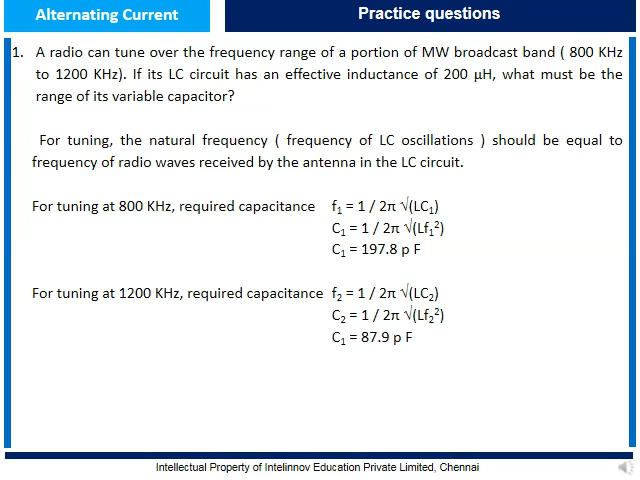 Alternating Current
Practice questions
1. A radio can tune over the frequency range of a portion of MW broadcast band ( 800 KHz
to 1200 KHz). If its LC circuit has an effective inductance of 200 μH, what must be the
range of its variable capacitor?
For tuning, the natural frequency ( frequency of LC oscillations ) should be equal to
frequency of radio waves received by the antenna in the LC circuit.
For tuning at 800 KHz, required capacitance f₁ = 1 / 2π √(LC₁)
C₁ = 1 / 2π √(Lf₁²)
C₁ = 197.8 p F
For tuning at 1200 KHz, required capacitance f₂ = 1 / 2π √(LC₂)
C₂ = 1 / 2π √(Lf₂²)
C₁ = 87.9 p F
Intellectual Property of Intelinnov Education Private Limited, Chennai